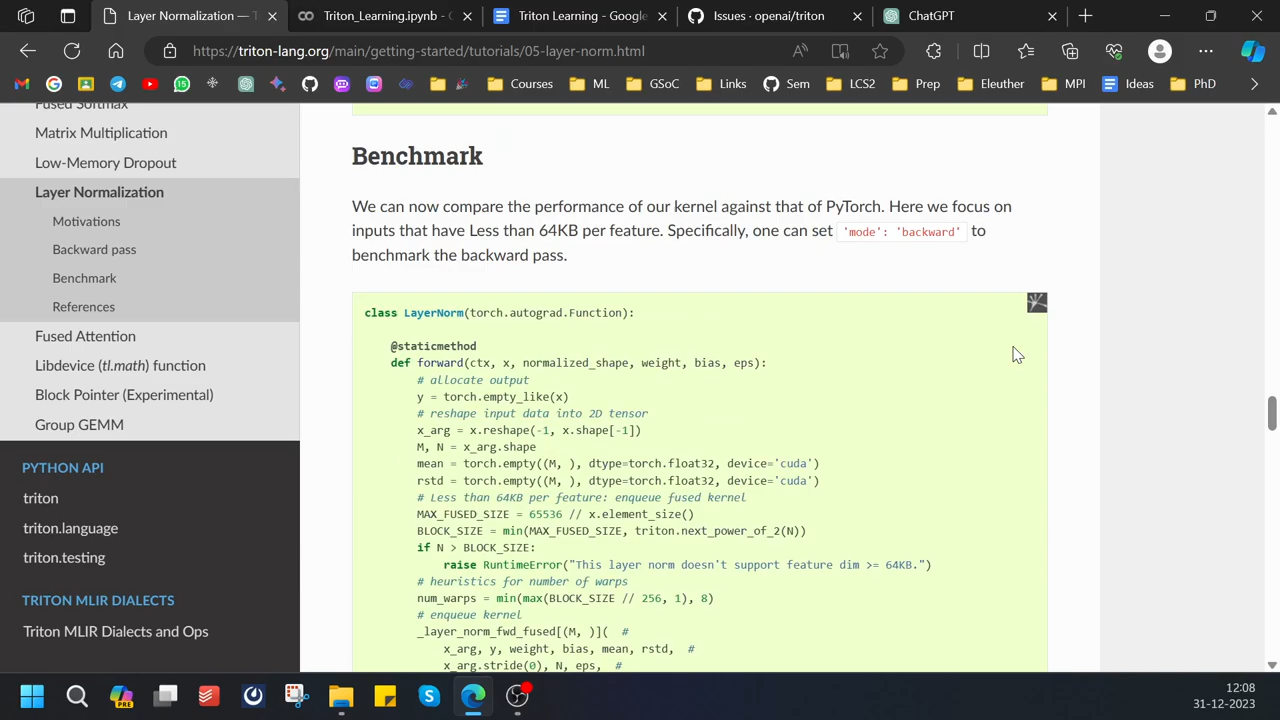 Layer Normalization — T
Triton_Learning.ipynb -
Triton Learning - Google
Issues · openai/triton
ChatGPT
https://triton-lang.org/main/getting-started/tutorials/05-layer-norm.html
Courses
ML
GSoC
Links
Sem
LCS2
Prep
Eleuther
MPI
Ideas
PhD
Fused Softmax
Matrix Multiplication
Low-Memory Dropout
Layer Normalization
Motivations
Backward pass
Benchmark
References
Fused Attention
Libdevice (tl.math) function
Block Pointer (Experimental)
Group GEMM
PYTHON API
triton
triton.language
triton.testing
TRITON MLIR DIALECTS
Triton MLIR Dialects and Ops
Benchmark
We can now compare the performance of our kernel against that of PyTorch. Here we focus on
inputs that have Less than 64KB per feature. Specifically, one can set 'mode': 'backward' to
benchmark the backward pass.
class LayerNorm(torch.autograd.Function):
@staticmethod
def forward(ctx, x, normalized_shape, weight, bias, eps):
# allocate output
y = torch.empty_like(x)
# reshape input data into 2D tensor
x_arg = x.reshape(-1, x.shape[-1])
M, N = x_arg.shape
mean = torch.empty((M, ), dtype=torch.float32, device='cuda')
rstd = torch.empty((M, ), dtype=torch.float32, device='cuda')
# Less than 64KB per feature: enqueue fused kernel
MAX_FUSED_SIZE = 65536 // x.element_size()
BLOCK_SIZE = min(MAX_FUSED_SIZE, triton.next_power_of_2(N))
if N > BLOCK_SIZE:
raise RuntimeError("This layer norm doesn't support feature dim >= 64KB.")
# heuristics for number of warps
num_warps = min(max(BLOCK_SIZE // 256, 1), 8)
# enqueue kernel
_layer_norm_fwd_fused[(M, )]( #
x_arg, y, weight, bias, mean, rstd, #
x_arg.stride(0), N, eps, #
PRE
12:08
31-12-2023